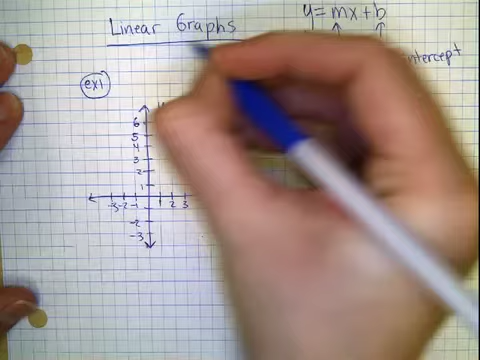 Linear Graphs
y=mx+b
intercept
ex1
6
5
4
3
2
1
-3 -2 -1 2 3
-2
-3